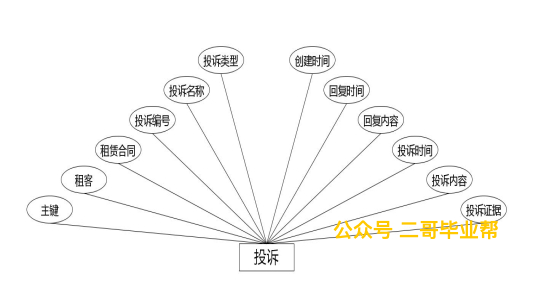 投诉类型
创建时间
投诉名称
回复时间
投诉编号
回复内容
租赁合同
投诉时间
租客
投诉内容
主键
投诉证据
公众号 二哥毕业帮
投诉